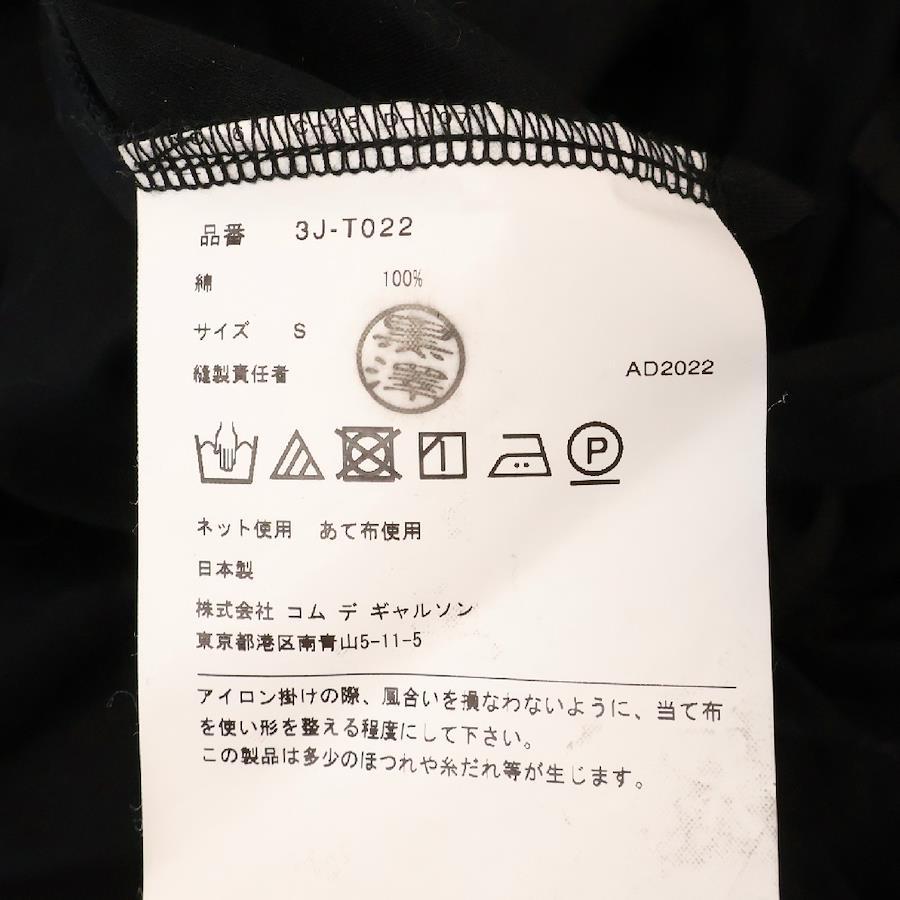 品番 3J-T022
綿 100%
サイズ S
縫製責任者 黒澤
AD2022
P
ネット使用 あて布使用
日本製
株式会社 コム デ ギャルソン
東京都港区南青山5-11-5
アイロン掛けの際、風合いを損なわないように、当て布
を使い形を整える程度にして下さい。
この製品は多少のほつれや糸だれ等が生じます。